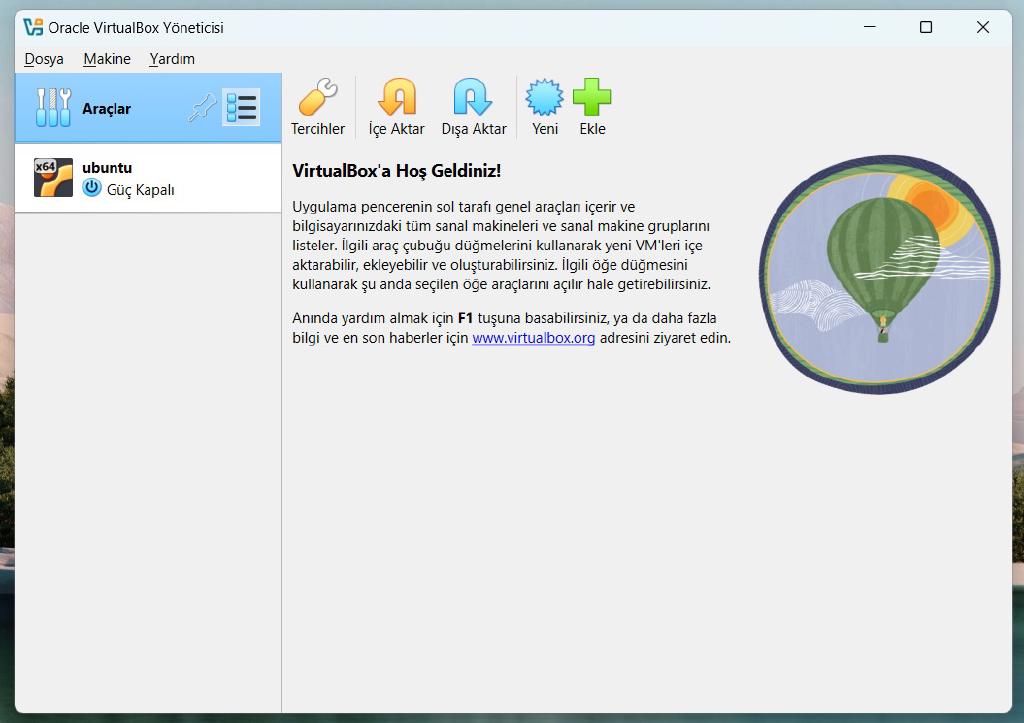 Oracle VirtualBox Yöneticisi
Dosya Makine Yardım
Araçlar
x64
ubuntu
Güç Kapalı
Tercihler İçe Aktar Dışa Aktar Yeni Ekle
VirtualBox'a Hoş Geldiniz!
Uygulama pencerenin sol tarafı genel araçları içerir ve
bilgisayarınızdaki tüm sanal makineleri ve sanal makine gruplarını
listeler. İlgili araç çubuğu düğmelerini kullanarak yeni VM'leri içe
aktarabilir, ekleyebilir ve oluşturabilirsiniz. İlgili öğe düğmesini
kullanarak şu anda seçilen öğe araçlarını açılır hale getirebilirsiniz.
Anında yardım almak için F1 tuşuna basabilirsiniz, ya da daha fazla
bilgi ve en son haberler için www.virtualbox.org adresini ziyaret edin.